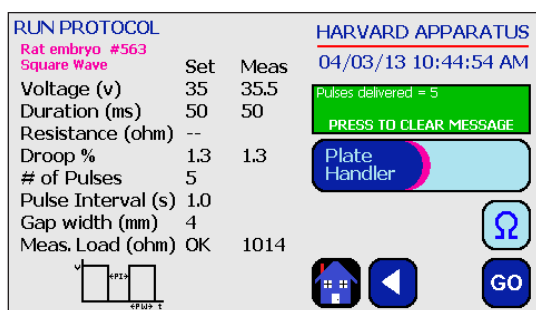 RUN PROTOCOL
Rat embryo #563
Square Wave
Set Meas
Voltage (v) 35 35.5
Duration (ms) 50 50
Resistance (ohm) --
Droop % 1.3 1.3
# of Pulses 5
Pulse Interval (s) 1.0
Gap width (mm) 4
Meas. Load (ohm) OK 1014
V
←PI→
←PW→ t
HARVARD APPARATUS
04/03/13 10:44:54 AM
Pulses delivered = 5
PRESS TO CLEAR MESSAGE
Plate
Handler
Ω
GO